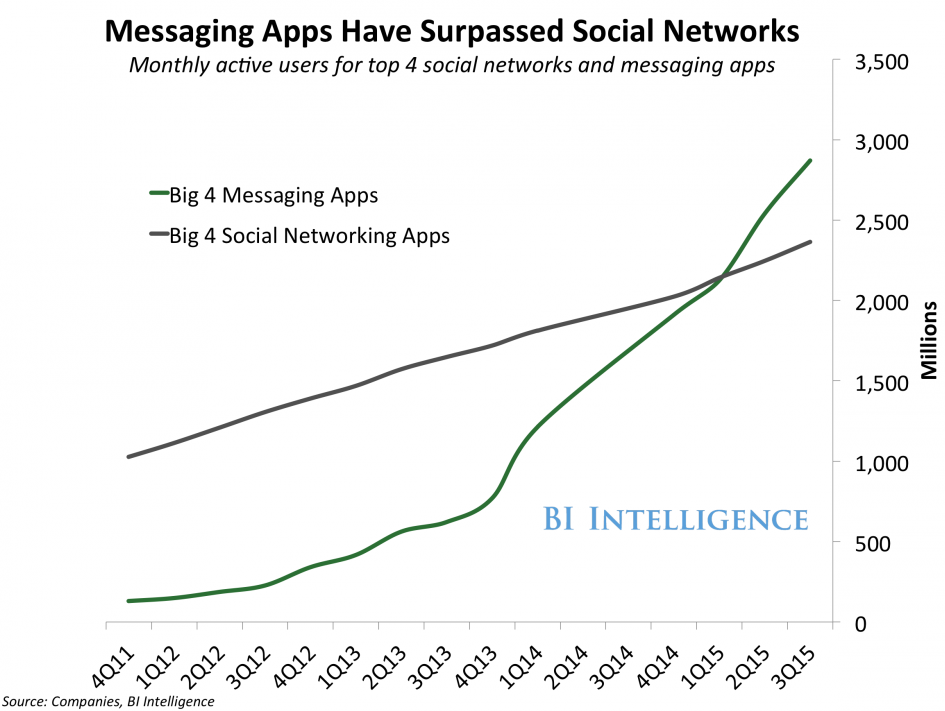 Messaging Apps Have Surpassed Social Networks
Monthly active users for top 4 social networks and messaging apps
Big 4 Messaging Apps
Big 4 Social Networking Apps
3,500
3,000
2,500
2,000
1,500
1,000
500
0
Millions
BI INTELLIGENCE
4Q11
1Q12
2Q12
3Q12
4Q12
1Q13
2Q13
3Q13
4Q13
1Q14
2Q14
3Q14
4Q14
1Q15
2Q15
3Q15
Source: Companies, BI Intelligence